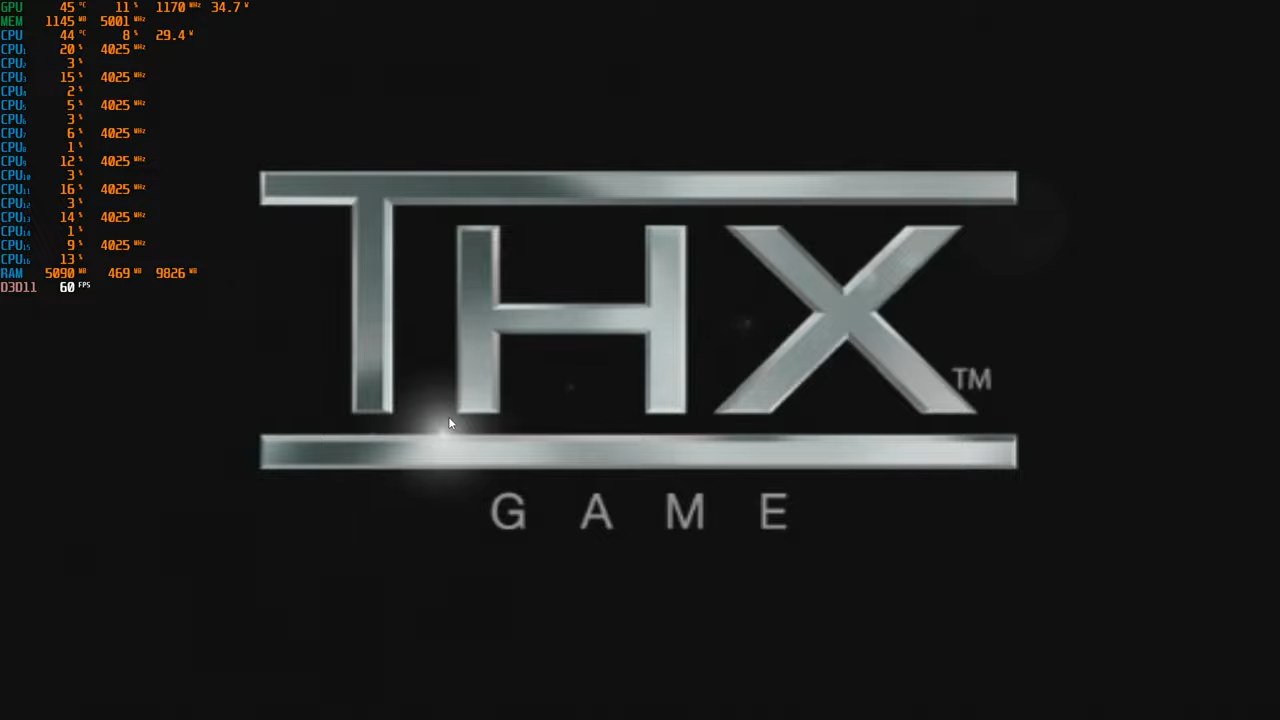 GPU 45 °C 11 % 1170 MHz 34.7 W
MEM 1145 MB 5001 MHz
CPU 44 °C 8 % 29.4 W
CPU1 20 % 4025 MHz
CPU2 3 %
CPU3 15 % 4025 MHz
CPU4 2 %
CPU5 5 % 4025 MHz
CPU6 3 %
CPU7 6 % 4025 MHz
CPU8 1 %
CPU9 12 % 4025 MHz
CPU10 3 %
CPU11 16 % 4025 MHz
CPU12 3 %
CPU13 14 % 4025 MHz
CPU14 1 %
CPU15 9 % 4025 MHz
CPU16 13 %
RAM 5090 MB 469 MB 9826 MB
D3D11 60 FPS
THX TM
GAME